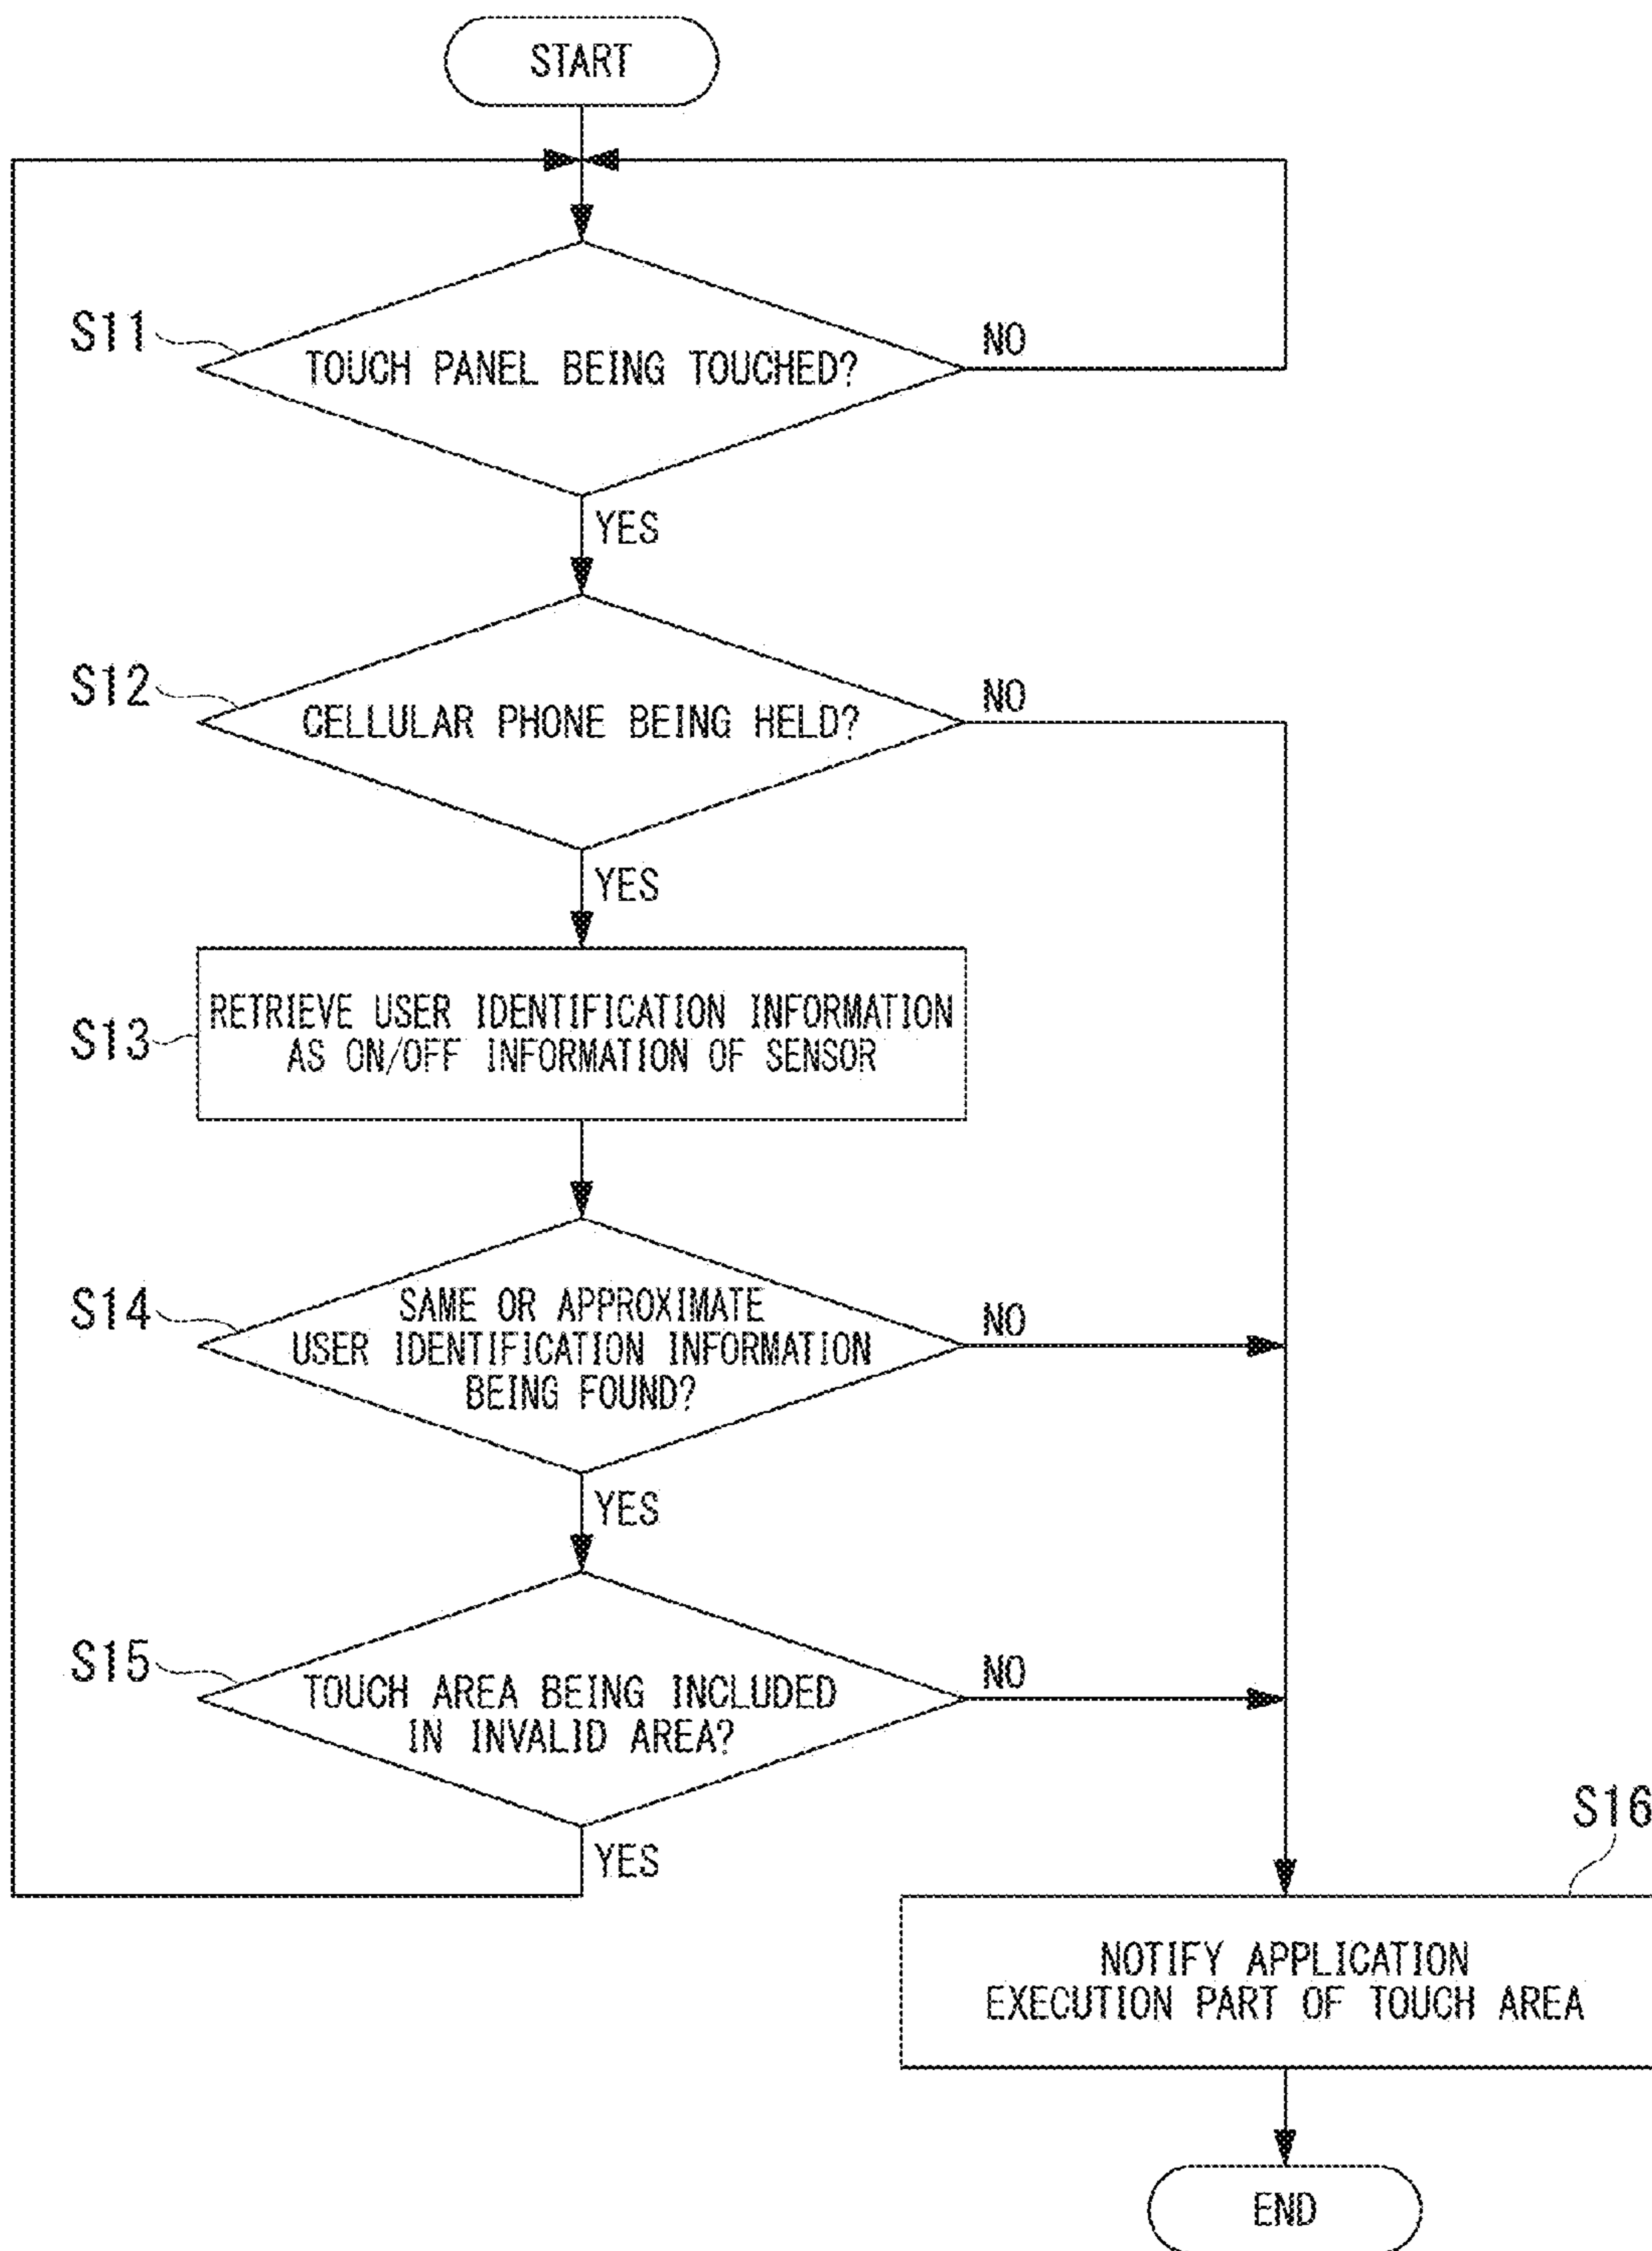 START
S11
TOUCH PANEL BEING TOUCHED?
NO
YES
S12
CELLULAR PHONE BEING HELD?
NO
YES
S13
RETRIEVE USER IDENTIFICATION INFORMATION
AS ON/OFF INFORMATION OF SENSOR
S14
SAME OR APPROXIMATE
USER IDENTIFICATION INFORMATION
BEING FOUND?
NO
YES
S15
TOUCH AREA BEING INCLUDED
IN INVALID AREA?
NO
YES
S16
NOTIFY APPLICATION
EXECUTION PART OF TOUCH AREA
END